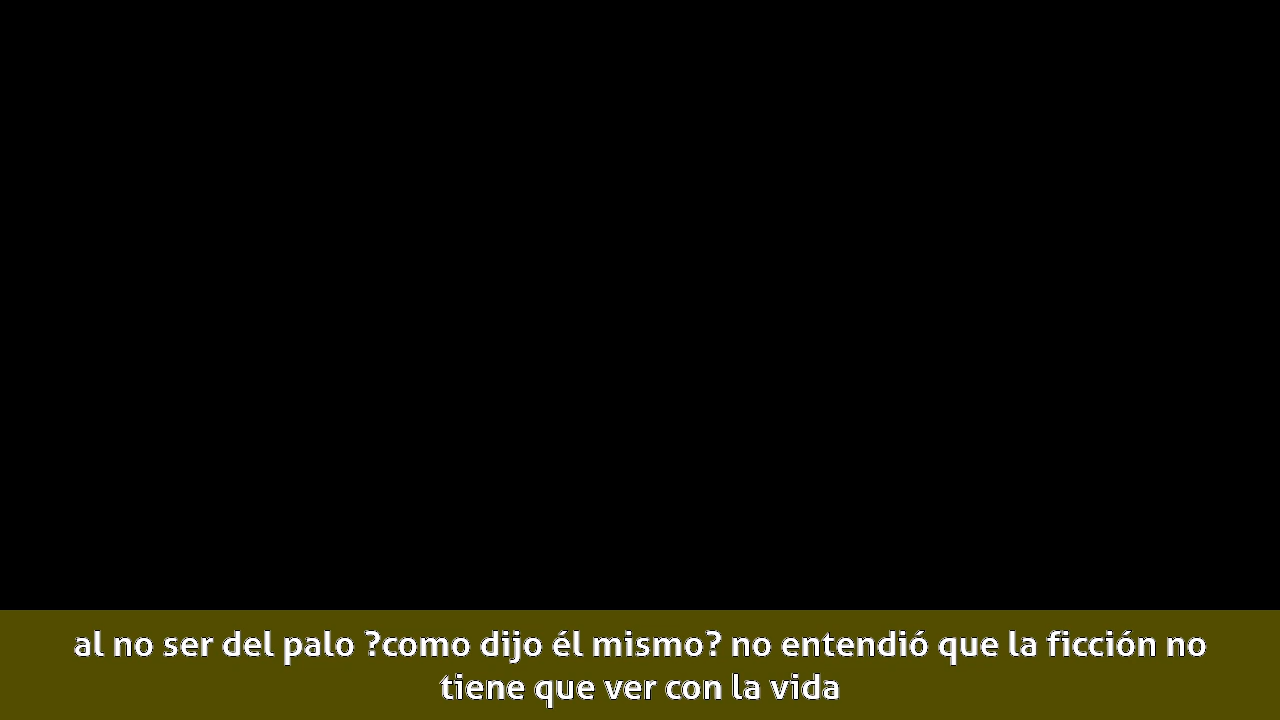 al no ser del palo ?como dijo él mismo? no entendió que la ficción no
tiene que ver con la vida